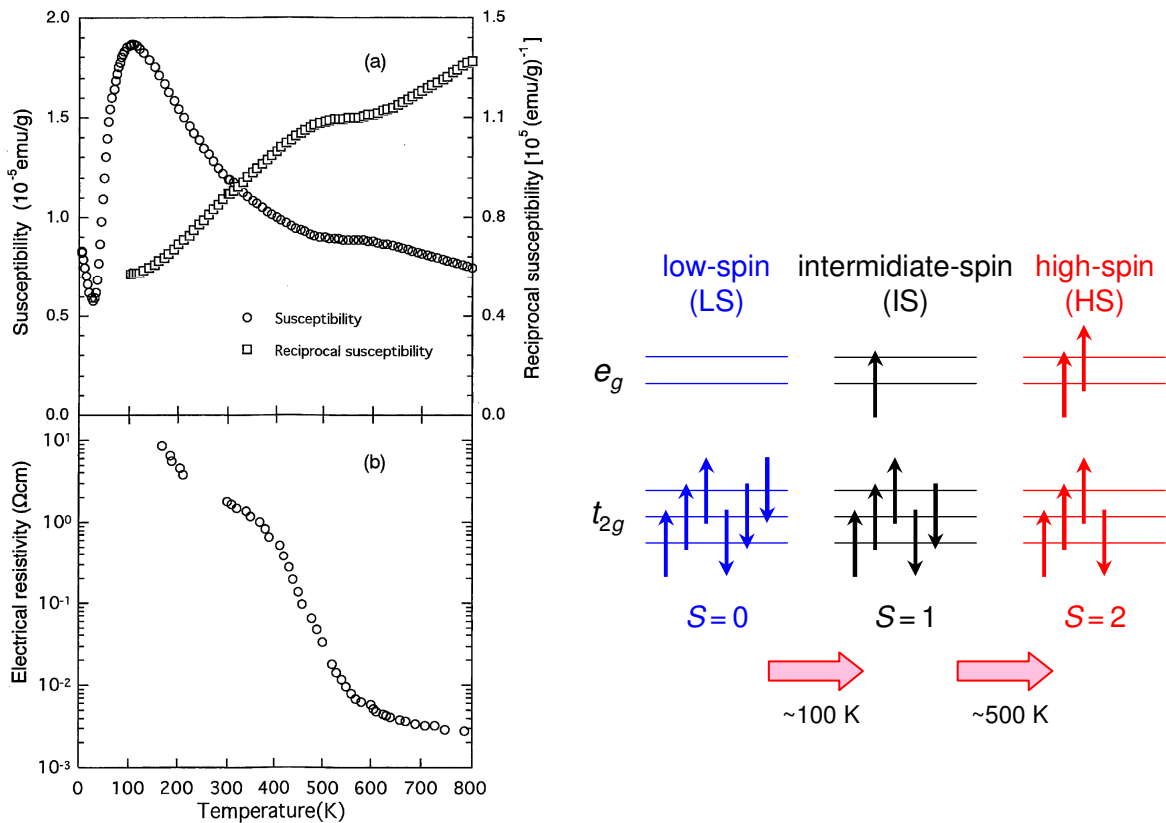 2.0
1.5
1.0
0.5
0.0
Susceptibility (10⁻⁵emu/g)
(a)
Susceptibility
Reciprocal susceptibility
1.5
1.1
0.8
0.4
0.0
Reciprocal susceptibility [10⁵ (emu/g)⁻¹]
10¹
10⁰
10⁻¹
10⁻²
10⁻³
Electrical resistivity (Ωcm)
(b)
0 100 200 300 400 500 600 700 800
Temperature(K)
low-spin
(LS)
intermidiate-spin
(IS)
high-spin
(HS)
e_g
t_2g
S = 0
S = 1
S = 2
~100 K
~500 K